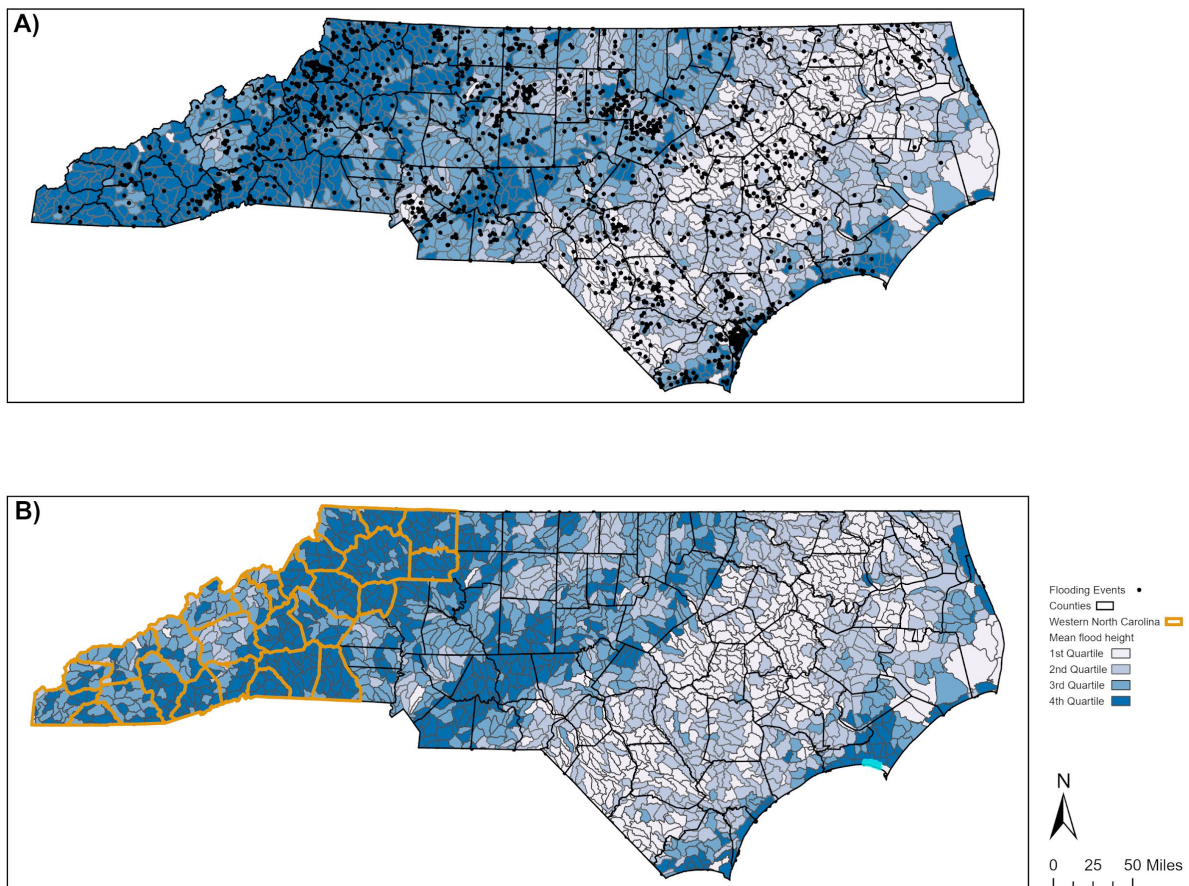 A)
B)
Flooding Events
Counties
Western North Carolina
Mean flood height
1st Quartile
2nd Quartile
3rd Quartile
4th Quartile
N
0 25 50 Miles